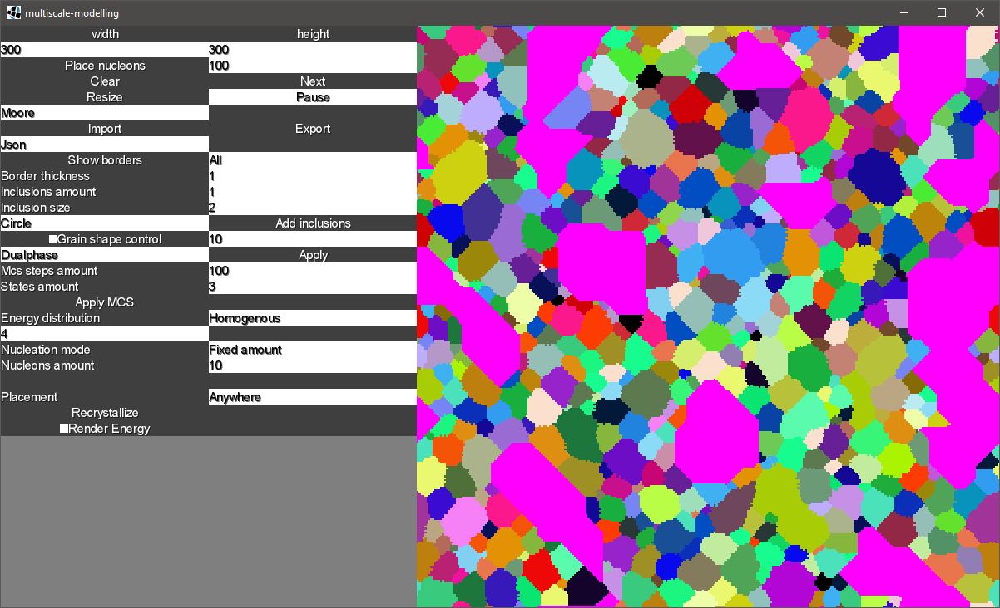 multiscale-modelling
width height
300 300
Place nucleons 100
Clear Next
Resize Pause
Moore
Import Export
Json
Show borders All
Border thickness 1
Inclusions amount 1
Inclusion size 2
Circle Add inclusions
Grain shape control 10
Dualphase Apply
Mcs steps amount 100
States amount 3
Apply MCS
Energy distribution Homogenous
4
Nucleation mode Fixed amount
Nucleons amount 10
Placement Anywhere
Recrystallize
Render Energy